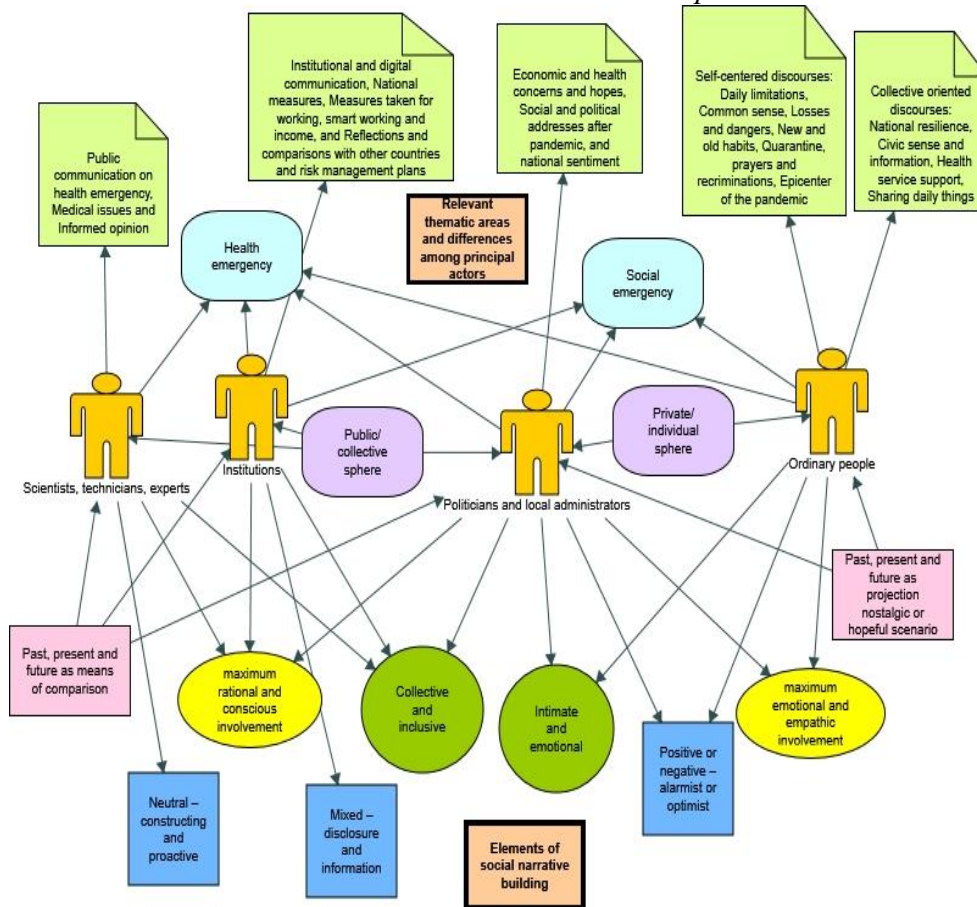 Institutional and digital
communication, National
measures, Measures taken for
working, smart working and
income, and Reflections and
comparisons with other countries
and risk management plans
Economic and health
concerns and hopes,
Social and political
addresses after
pandemic, and
national sentiment
Self-centered discourses:
Daily limitations,
Common sense, Losses
and dangers, New and
old habits, Quarantine,
prayers and
recriminations, Epicenter
of the pandemic
Collective oriented
discourses:
National resilience,
Civic sense and
information, Health
service support,
Sharing daily things
Public
communication on
health emergency,
Medical issues and
Informed opinion
Relevant
thematic areas
and differences
among principal
actors
Health
emergency
Social
emergency
Public/
collective
sphere
Private/
individual
sphere
Scientists, technicians, experts
Institutions
Politicians and local administrators
Ordinary people
Past, present and
future as means
of comparison
Past, present and
future as
projection
nostalgic or
hopeful scenario
maximum
rational and
conscious
involvement
Collective
and
inclusive
Intimate
and
emotional
maximum
emotional and
empathic
involvement
Neutral –
constructing
and
proactive
Mixed –
disclosure
and
information
Positive or
negative –
alarmist or
optimist
Elements of
social narrative
building